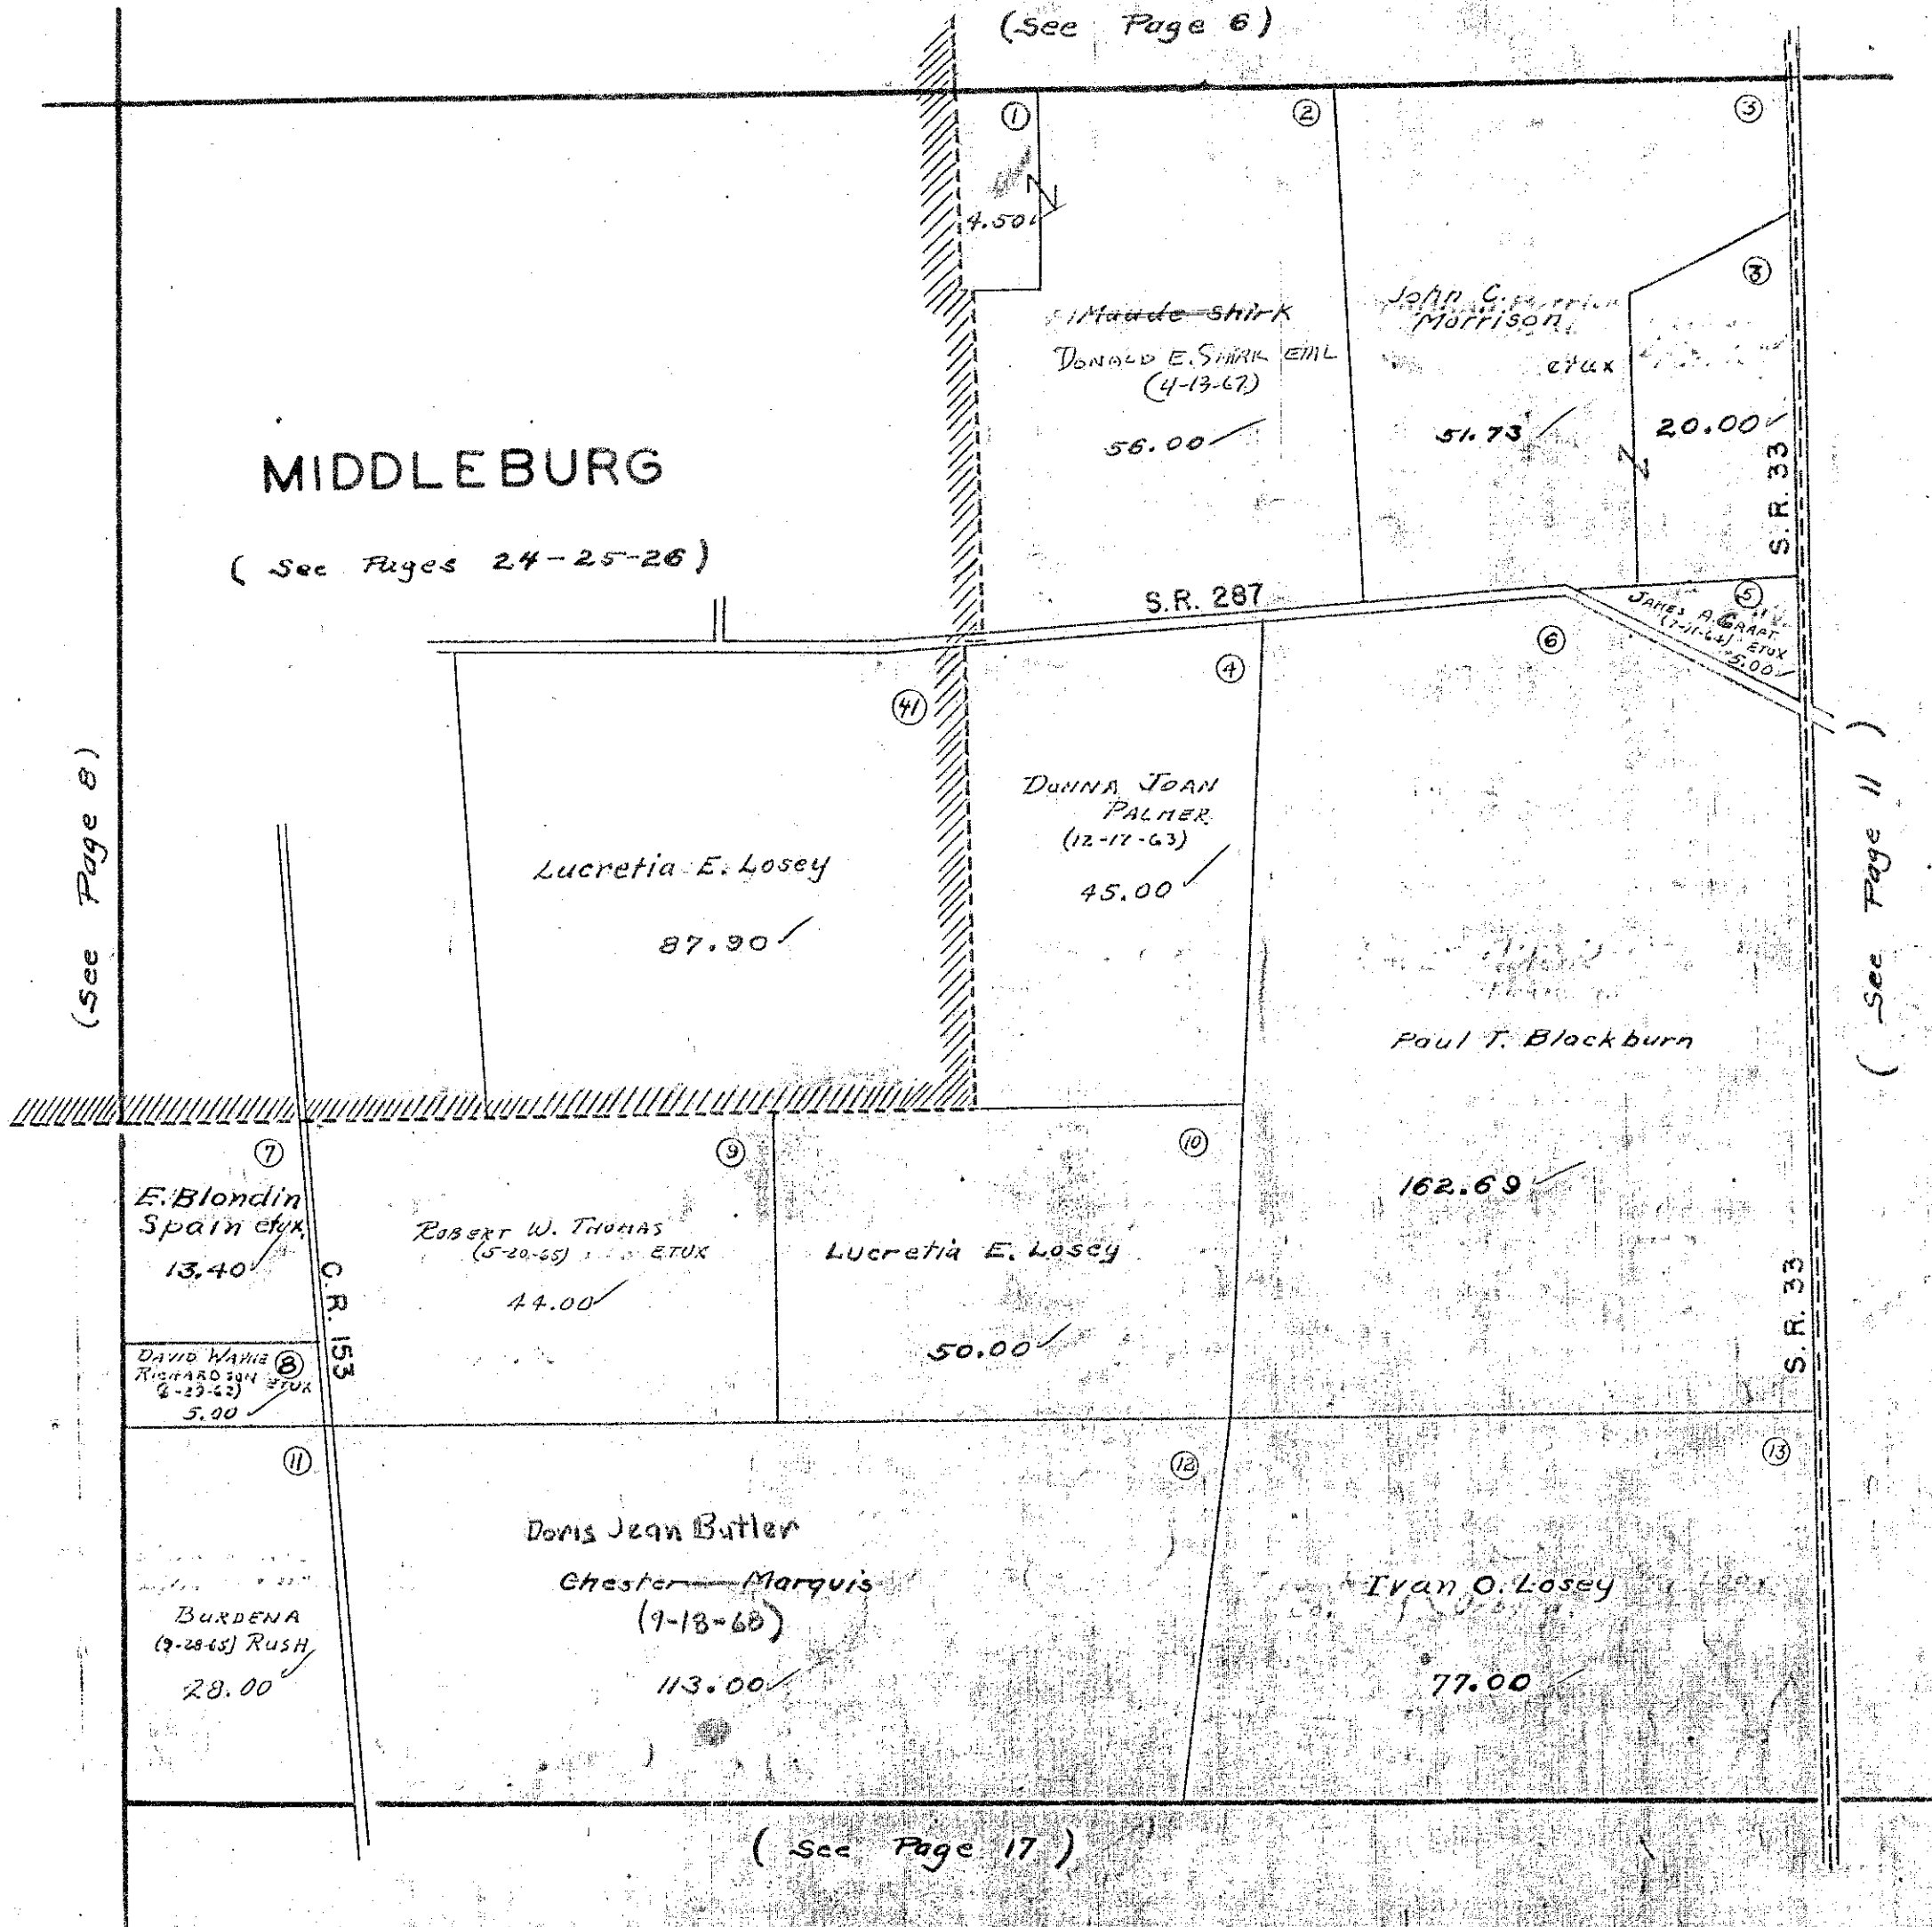 (See Page 6)
1
2
3
4.50
Maude Shirk
DONALD E. SHIRK
(4-13-67)
56.00
John C.
Morrison
etux
51.73
3
20.00
S.R. 33
MIDDLEBURG
(See Pages 24-25-26)
S.R. 287
5
JAMES A.
ETUX
5.00
6
4
41
(See Page 8)
(See Page 11)
DONNA JOAN
PALMER
(12-17-63)
45.00
Lucretia E. Losey
87.90
Paul T. Blackburn
162.69
7
E. Blondin
Spain etux
13.40
C.R. 153
9
ROBERT W. THOMAS
(5-20-65) ETUX
44.00
10
Lucretia E. Losey
50.00
S.R. 33
DAVID
8
RICHARDSON ETUX
5.00
11
12
13
Doris Jean Butler
Chester Marquis
(9-18-68)
113.00
BURDENA
(9-28-65) RUSH
28.00
Ivan O. Losey
77.00
(See Page 17)